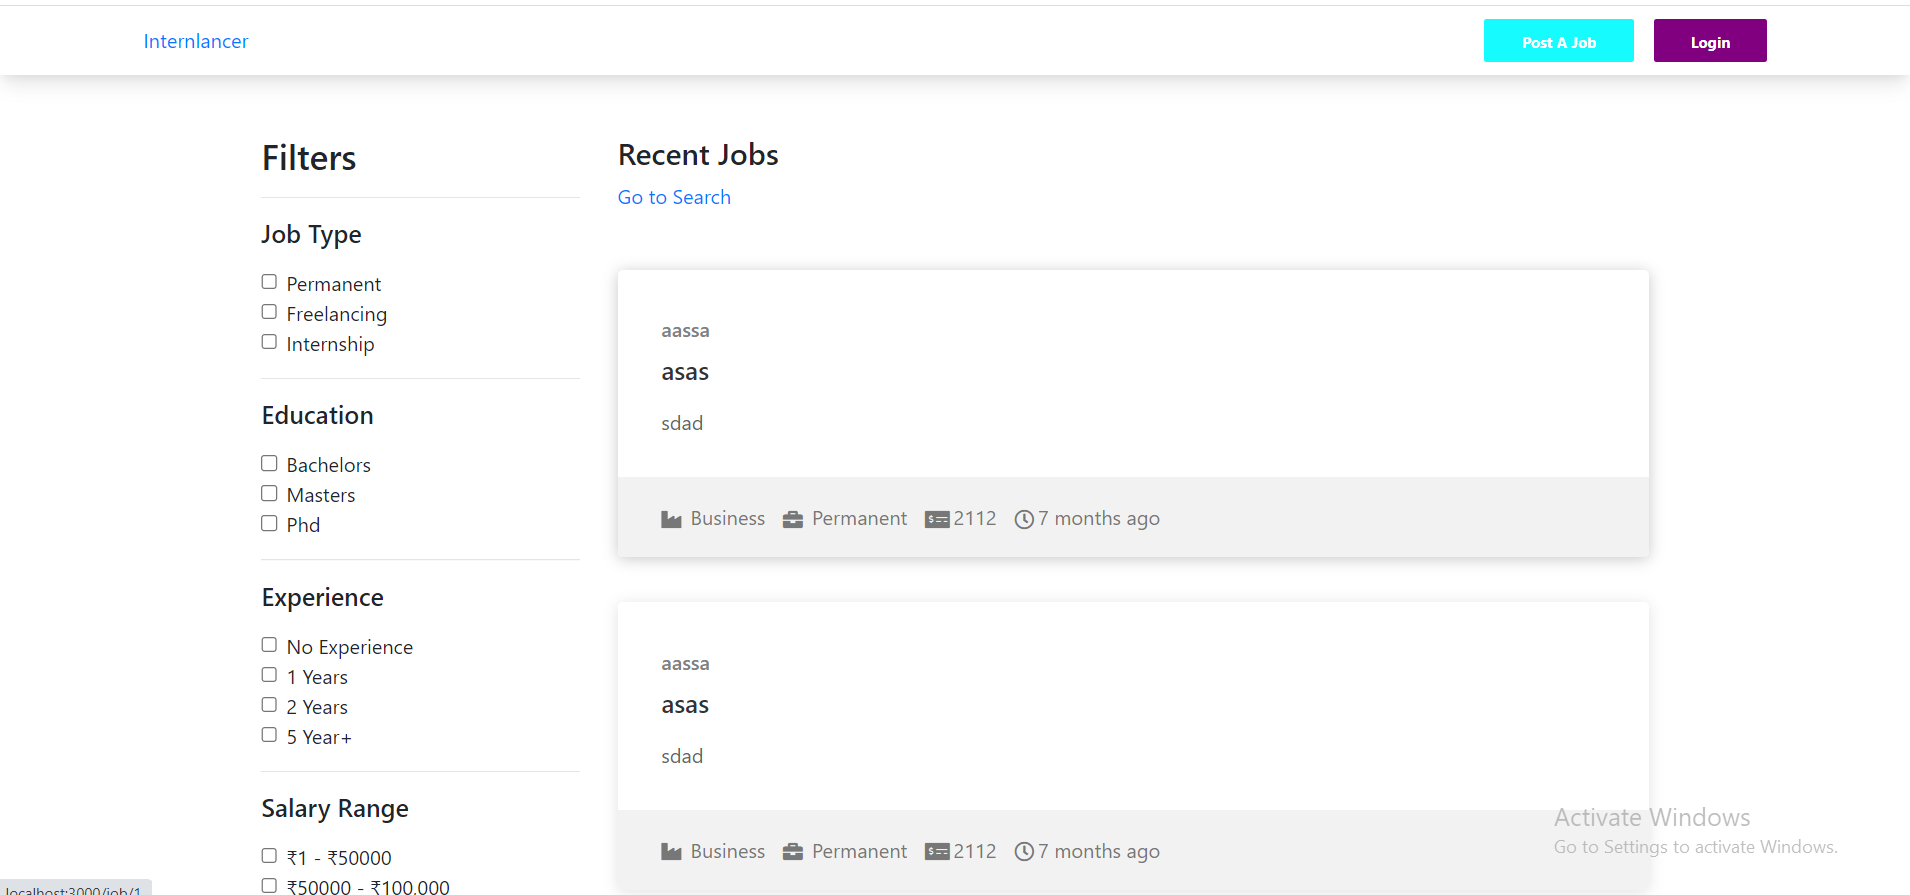 Internlancer
Post A Job
Login
Filters
Job Type
Permanent
Freelancing
Internship
Education
Bachelors
Masters
Phd
Experience
No Experience
1 Years
2 Years
5 Year+
Salary Range
₹1 - ₹50000
₹50000 - ₹100,000
Recent Jobs
Go to Search
aassa
asas
sdad
Business Permanent 2112 7 months ago
aassa
asas
sdad
Business Permanent 2112 7 months ago
Activate Windows
Go to Settings to activate Windows.
localhost:3000/job/1